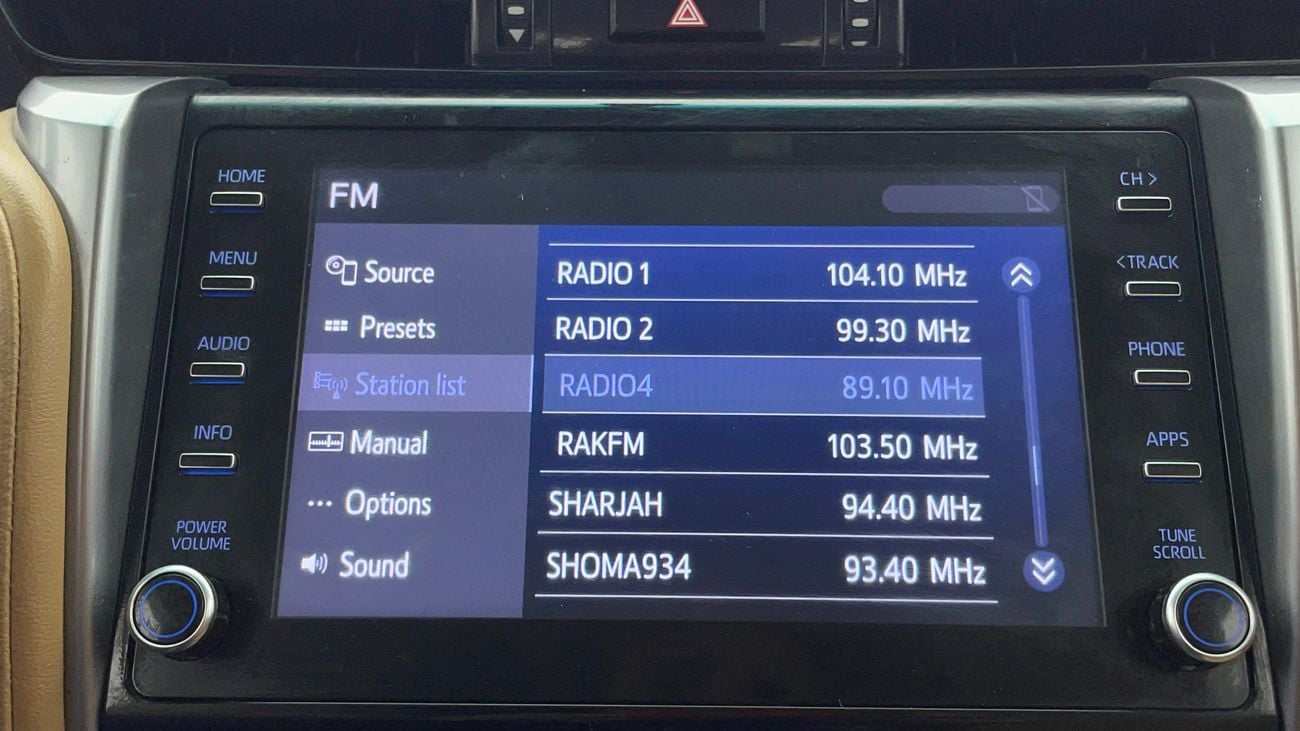 HOME
MENU
AUDIO
INFO
POWER
VOLUME
FM
Source
Presets
Station list
Manual
Options
Sound
RADIO 1 104.10 MHz
RADIO 2 99.30 MHz
RADIO4 89.10 MHz
RAKFM 103.50 MHz
SHARJAH 94.40 MHz
SHOMA934 93.40 MHz
CH >
<TRACK
PHONE
APPS
TUNE
SCROLL